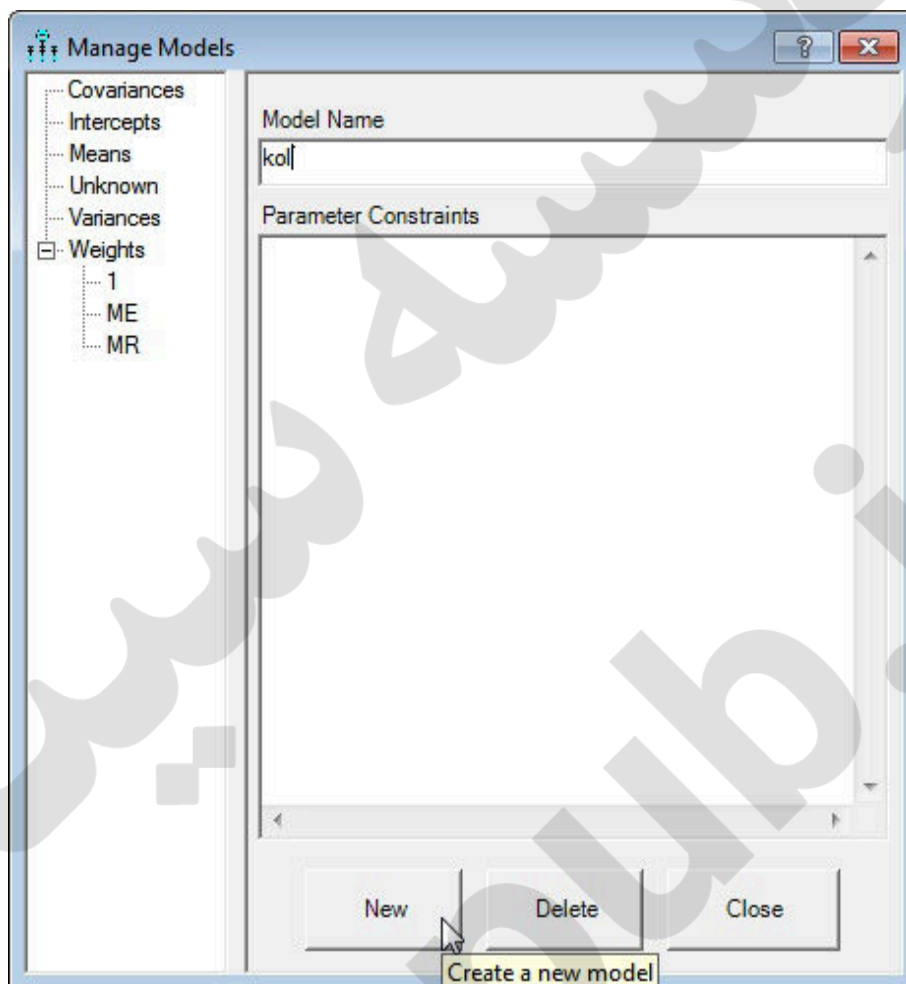 Manage Models
Covariances
Intercepts
Means
Unknown
Variances
Weights
1
ME
MR
Model Name
kol
Parameter Constraints
New
Delete
Close
Create a new model